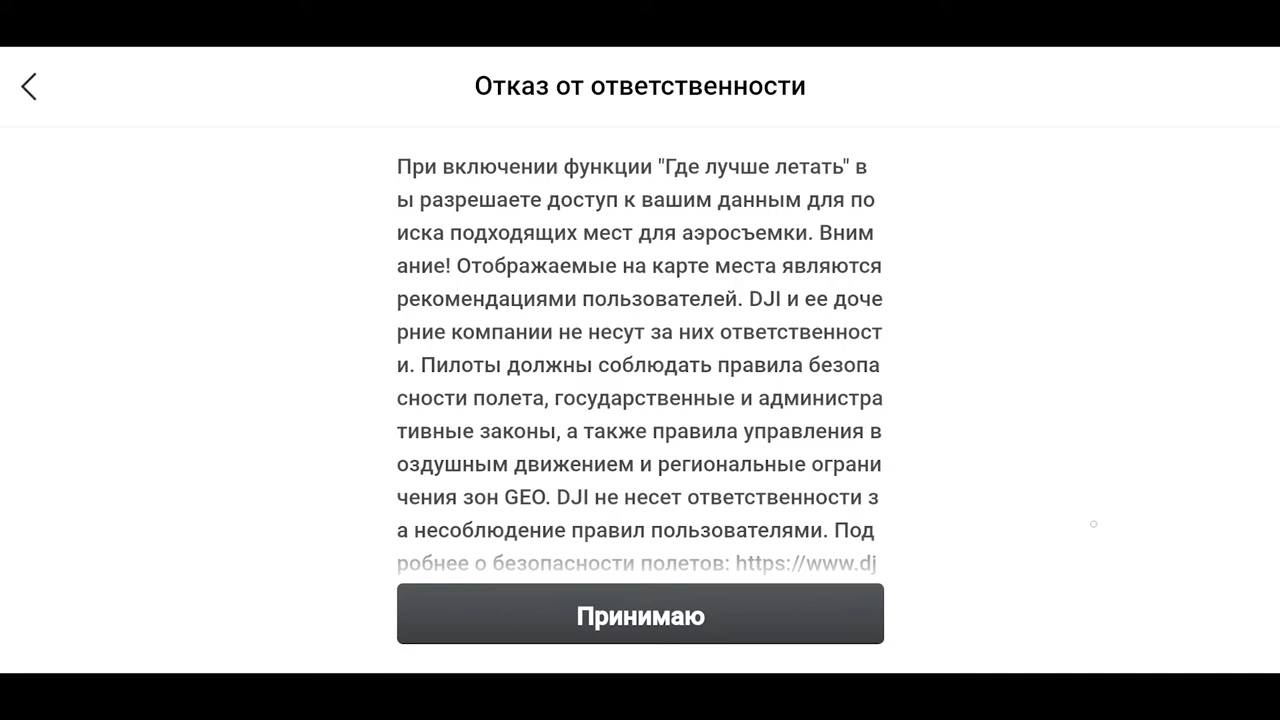 Отказ от ответственности
При включении функции "Где лучше летать" в
ы разрешаете доступ к вашим данным для по
иска подходящих мест для аэросъемки. Вним
ание! Отображаемые на карте места являются
рекомендациями пользователей. DJI и ее доче
рние компании не несут за них ответственност
и. Пилоты должны соблюдать правила безопа
сности полета, государственные и администра
тивные законы, а также правила управления в
оздушным движением и региональные ограни
чения зон GEO. DJI не несет ответственности з
а несоблюдение правил пользователями. Под
робнее о безопасности полетов: https://www.dj
Принимаю